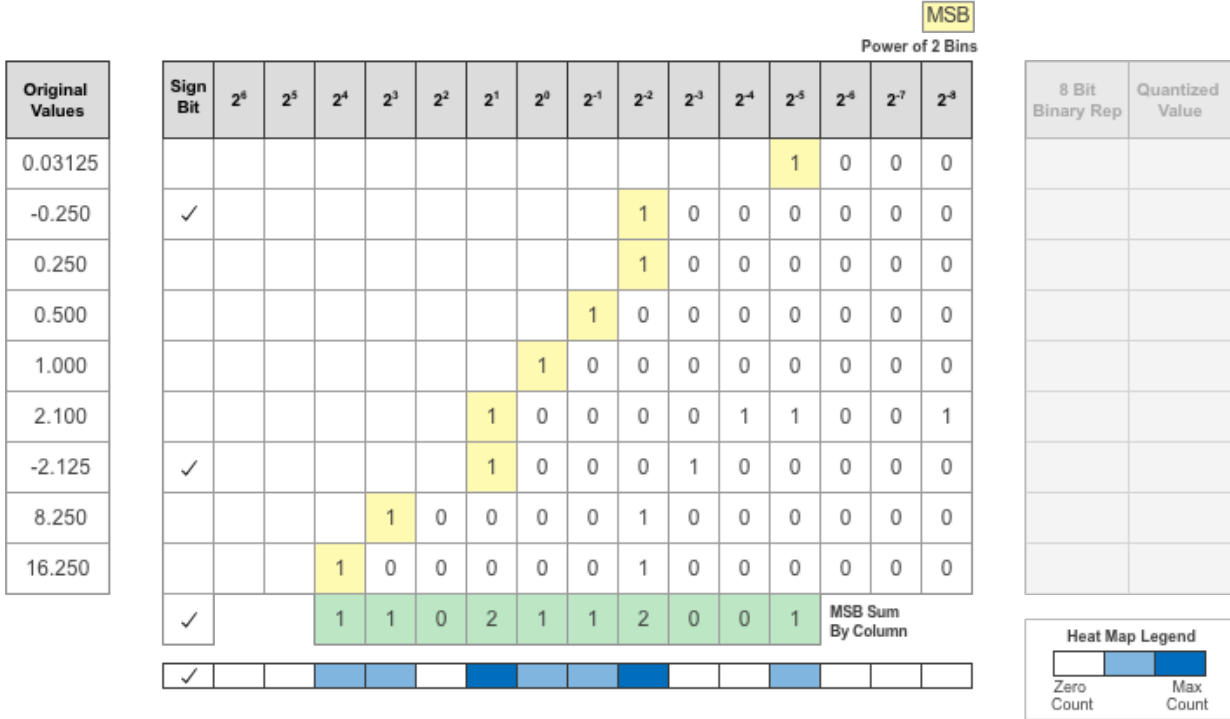 MSB
Power of 2 Bins
Original Values | Sign Bit | 2⁶ | 2⁵ | 2⁴ | 2³ | 2² | 2¹ | 2⁰ | 2⁻¹ | 2⁻² | 2⁻³ | 2⁻⁴ | 2⁻⁵ | 2⁻⁶ | 2⁻⁷ | 2⁻⁸ | 8 Bit Binary Rep | Quantized Value
0.03125 1 0 0 0
-0.250 ✓ 1 0 0 0 0 0 0
0.250 1 0 0 0 0 0 0
0.500 1 0 0 0 0 0 0 0
1.000 1 0 0 0 0 0 0 0 0
2.100 1 0 0 0 0 1 1 0 0 1
-2.125 ✓ 1 0 0 0 1 0 0 0 0 0
8.250 1 0 0 0 0 1 0 0 0 0 0 0
16.250 1 0 0 0 0 0 1 0 0 0 0 0 0
✓ 1 1 0 2 1 1 2 0 0 1 MSB Sum
By Column
✓
Heat Map Legend
Zero Max
Count Count